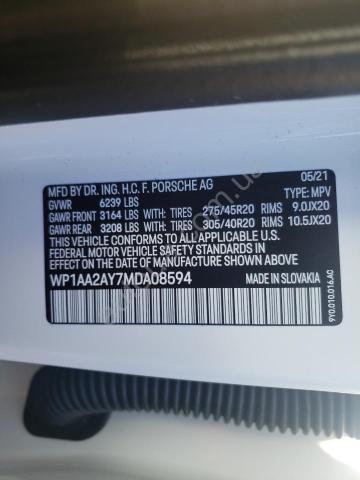 MFD BY DR. ING. H.C. F. PORSCHE AG 05/21
GVWR 6239 LBS TYPE: MPV
GAWR FRONT 3164 LBS WITH: TIRES 275/45R20 RIMS 9.0JX20
GAWR REAR 3208 LBS WITH: TIRES 305/40R20 RIMS 10.5JX20
THIS VEHICLE CONFORMS TO ALL APPLICABLE U.S.
FEDERAL MOTOR VEHICLE SAFETY STANDARDS IN EFFECT
ON THE DATE OF MANUFACTURE SHOWN ABOVE.
WP1AA2AY7MDA08594 MADE IN SLOVAKIA
9Y0.010.016.AC